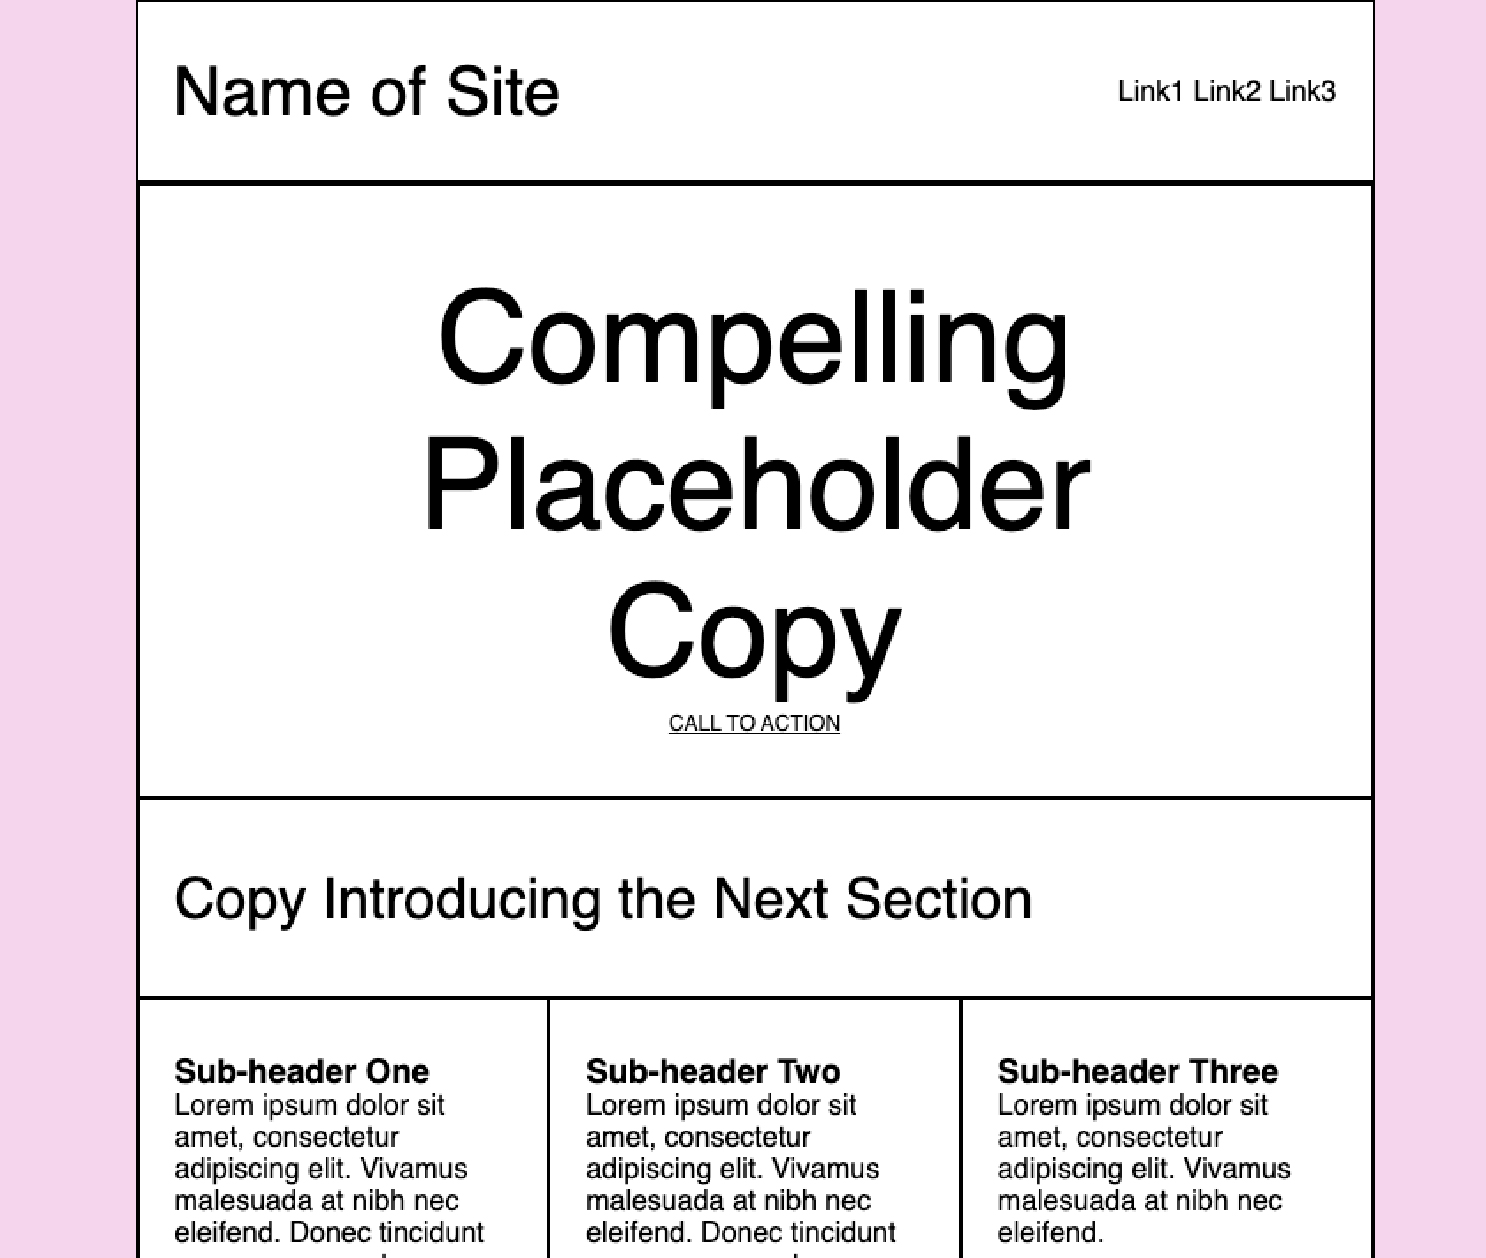 Name of Site
Link1 Link2 Link3
Compelling
Placeholder
Copy
CALL TO ACTION
Copy Introducing the Next Section
Sub-header One
Lorem ipsum dolor sit
amet, consectetur
adipiscing elit. Vivamus
malesuada at nibh nec
eleifend. Donec tincidunt
Sub-header Two
Lorem ipsum dolor sit
amet, consectetur
adipiscing elit. Vivamus
malesuada at nibh nec
eleifend. Donec tincidunt
Sub-header Three
Lorem ipsum dolor sit
amet, consectetur
adipiscing elit. Vivamus
malesuada at nibh nec
eleifend.